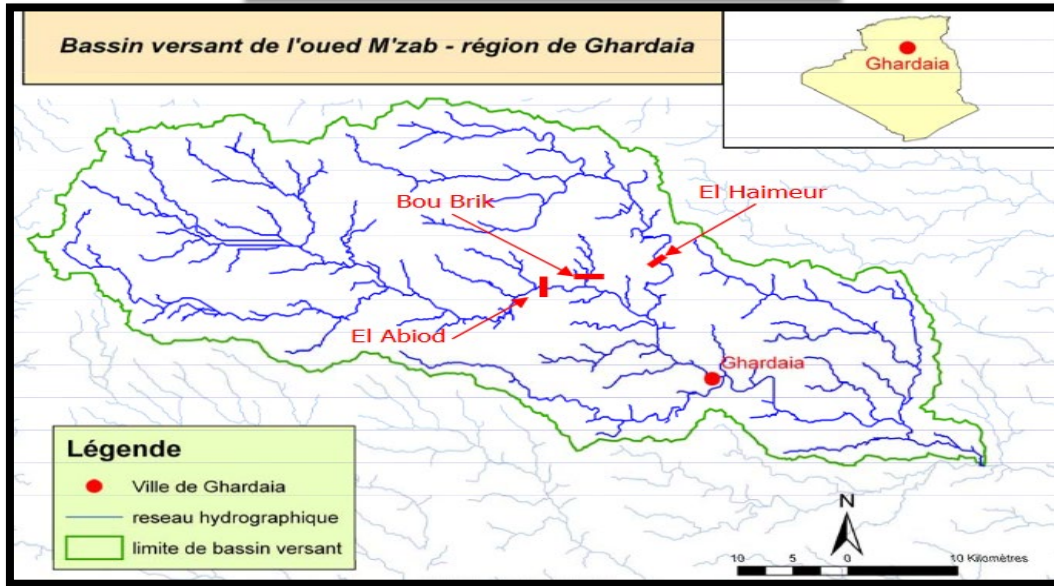 Bassin versant de l'oued M'zab - région de Ghardaia
Ghardaia
El Haimeur
Bou Brik
El Abiod
Ghardaia
Légende
Ville de Ghardaia
reseau hydrographique
limite de bassin versant
N
10 5 0 10 Kilomètres